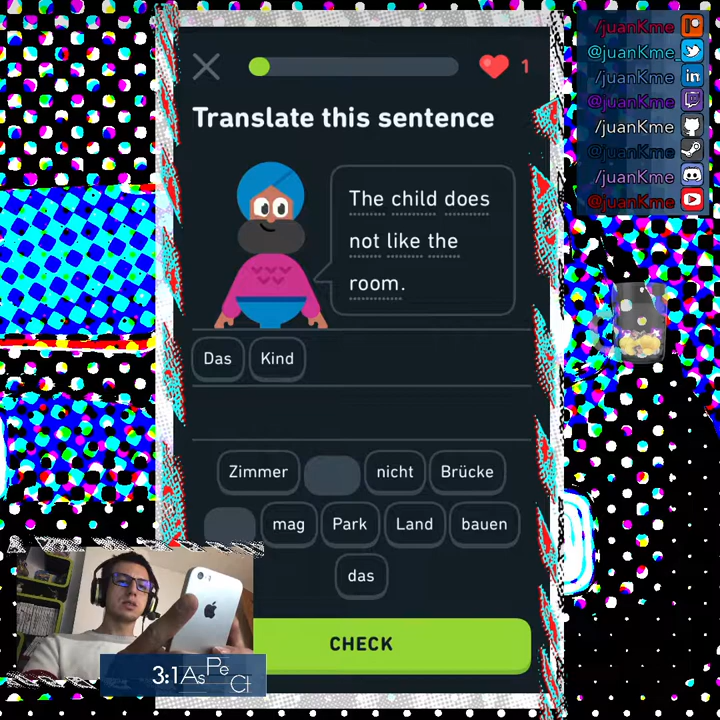 /juanKme
@juanKme_
/juanKme
@juanKme
/juanKme
@juanKme
/juanKme
@juanKme
1
Translate this sentence
The child does
not like the
room.
Das Kind
Zimmer nicht Brücke
mag Park Land bauen
das
CHECK
3:1 AsPeCt